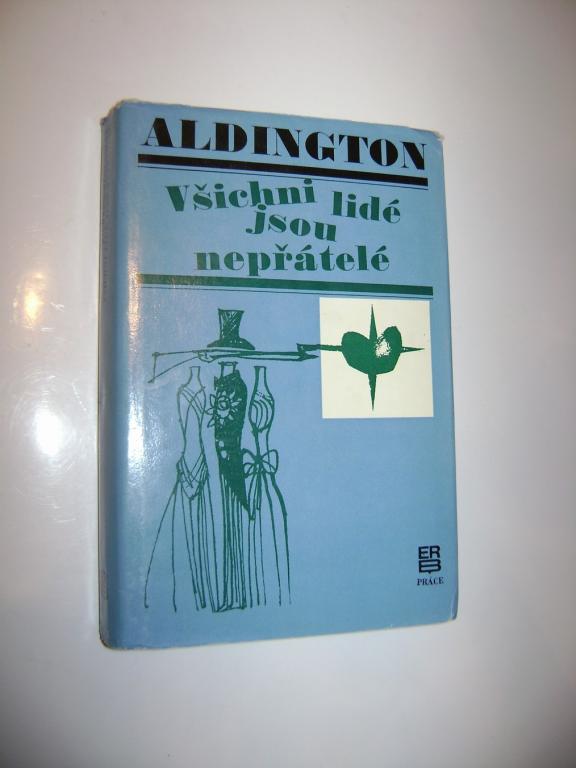 ALDINGTON
Všichni lidé
jsou
nepřátelé
ER
B
PRÁCE